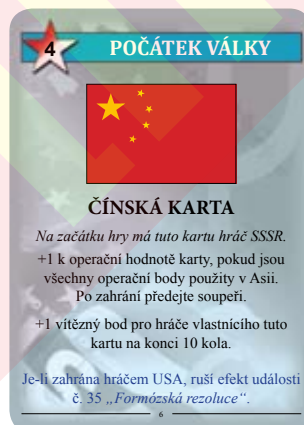 4
POČÁTEK VÁLKY
ČÍNSKÁ KARTA
Na začátku hry má tuto kartu hráč SSSR.
+1 k operační hodnotě karty, pokud jsou
všechny operační body použity v Asii.
Po zahrání předejte soupeři.
+1 vítězný bod pro hráče vlastnícího tuto
kartu na konci 10 kola.
Je-li zahrána hráčem USA, ruší efekt události
č. 35 „Formózská rezoluce“.
6